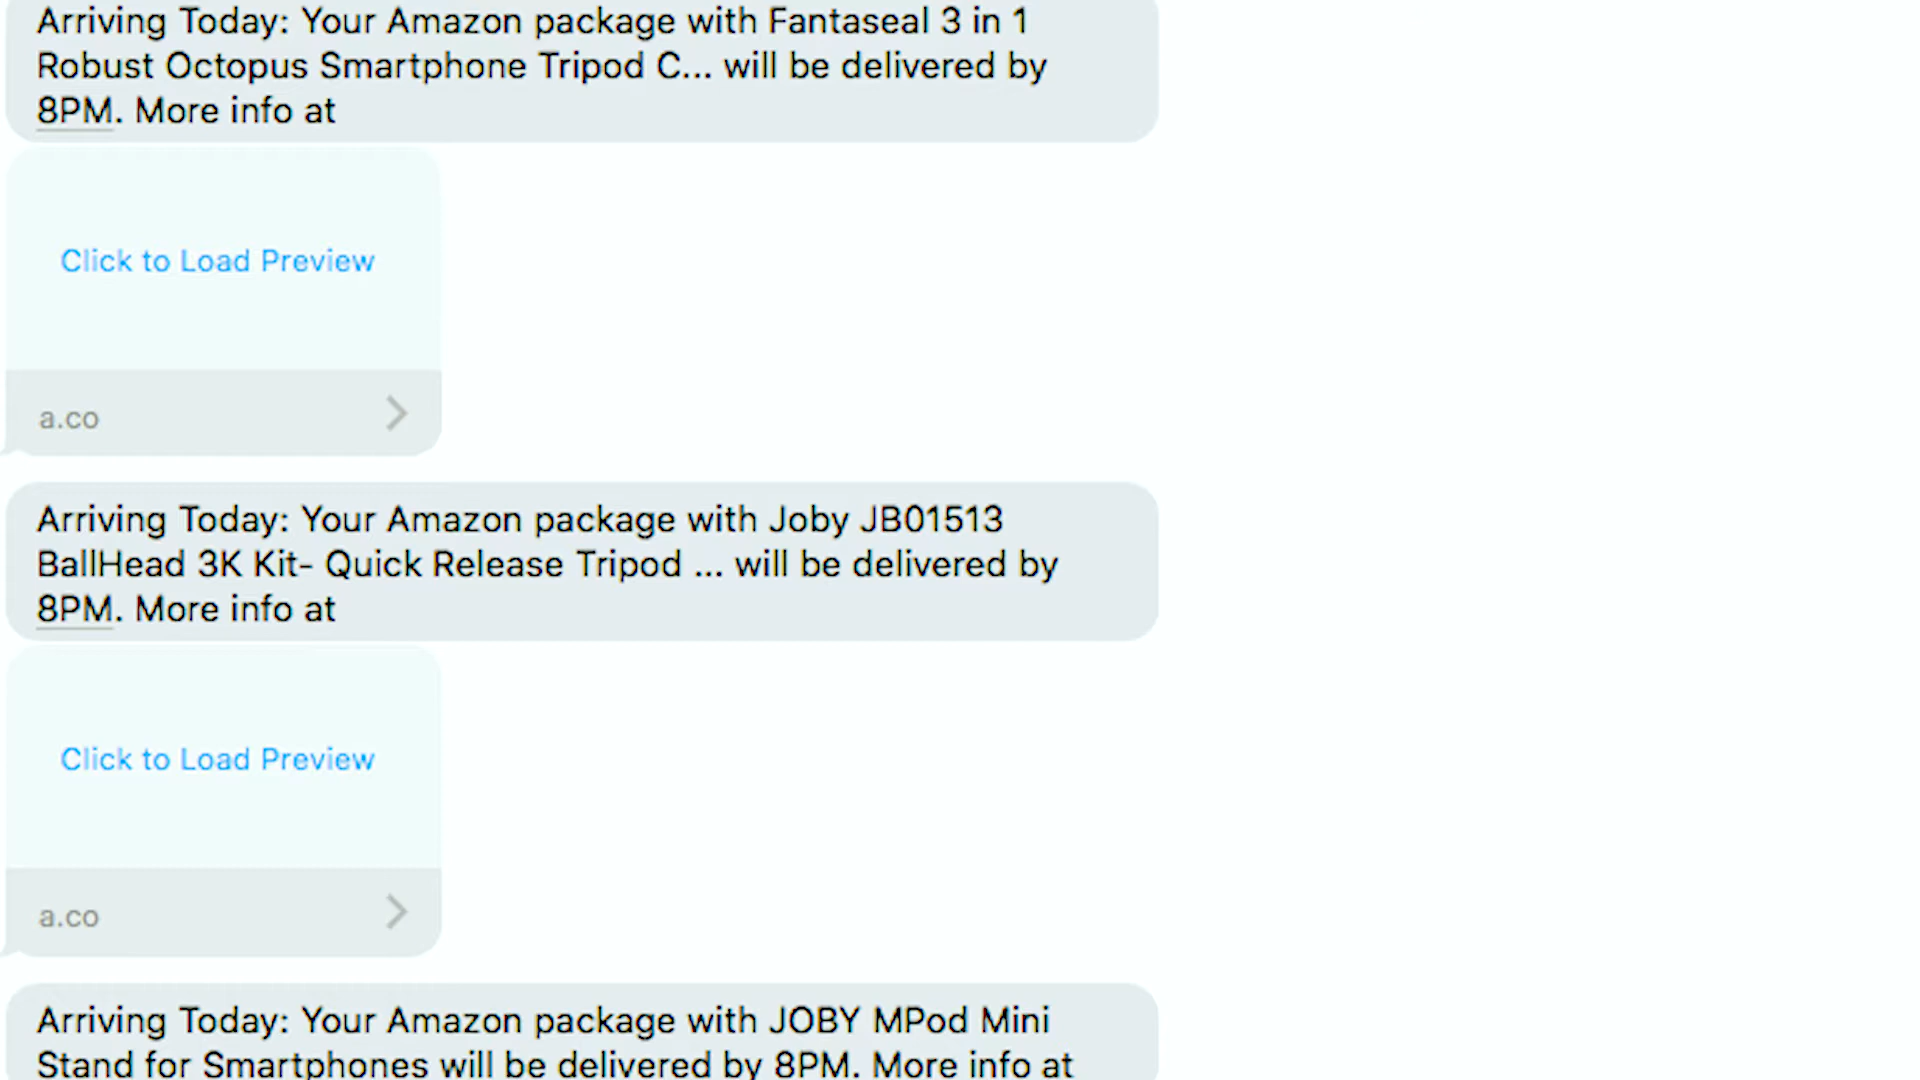 Arriving Today: Your Amazon package with Fantaseal 3 in 1
Robust Octopus Smartphone Tripod C... will be delivered by
8PM. More info at
Click to Load Preview
a.co
Arriving Today: Your Amazon package with Joby JB01513
BallHead 3K Kit- Quick Release Tripod ... will be delivered by
8PM. More info at
Click to Load Preview
a.co
Arriving Today: Your Amazon package with JOBY MPod Mini
Stand for Smartphones will be delivered by 8PM. More info at